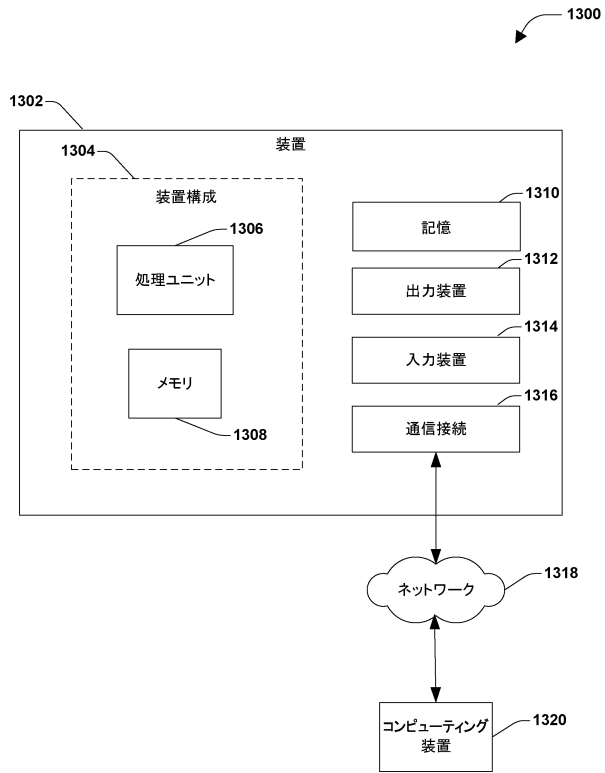 1300
1302
装置
1304
装置構成
1306
処理ユニット
メモリ
1308
1310
記憶
1312
出力装置
1314
入力装置
1316
通信接続
ネットワーク
1318
コンピューティング
装置
1320